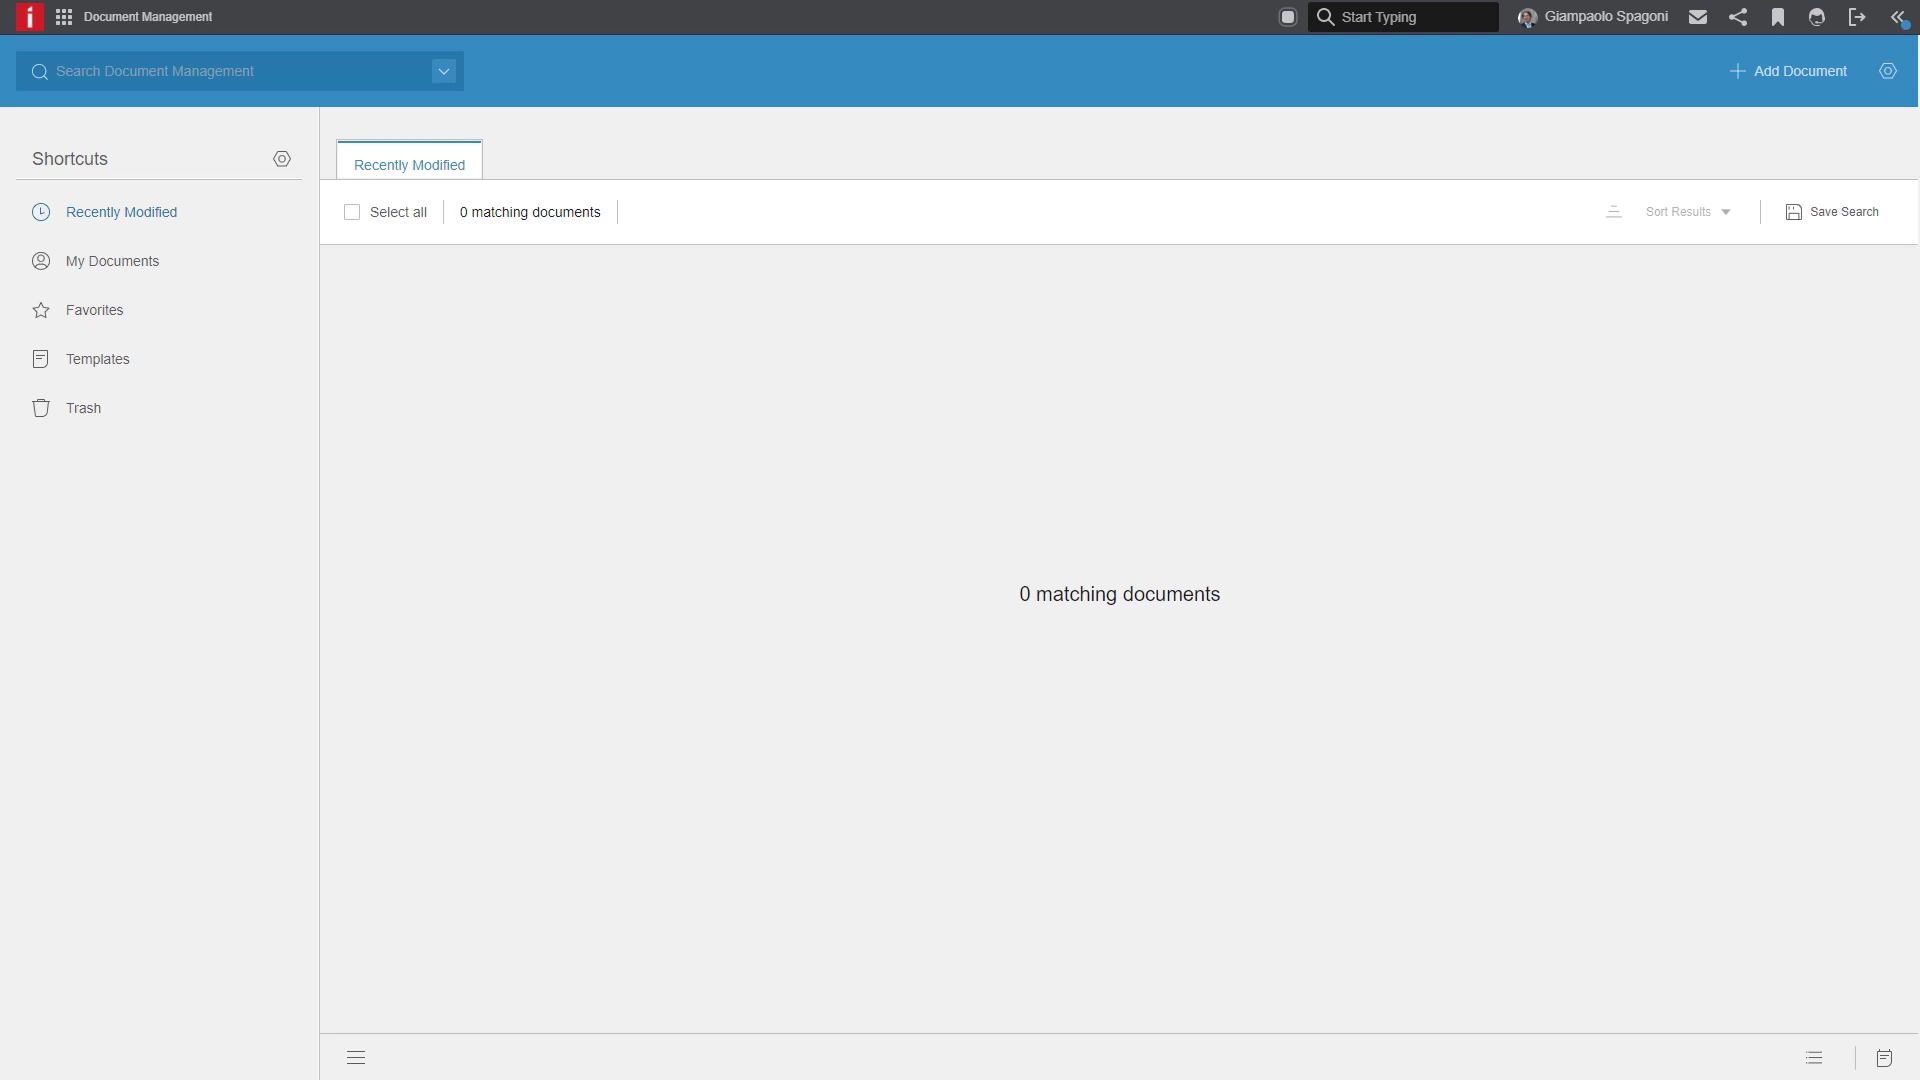 i Document Management Start Typing Giampaolo Spagoni
Search Document Management Add Document
Shortcuts
Recently Modified
My Documents
Favorites
Templates
Trash
Recently Modified
Select all 0 matching documents Sort Results Save Search
0 matching documents